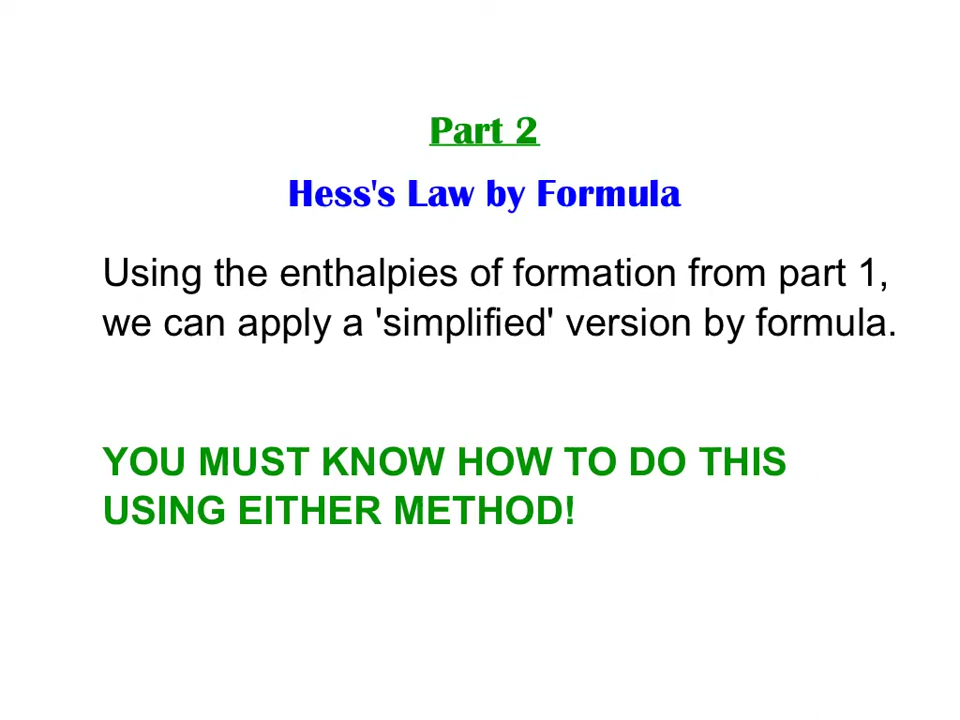 Part 2
Hess's Law by Formula
Using the enthalpies of formation from part 1,
we can apply a 'simplified' version by formula.
YOU MUST KNOW HOW TO DO THIS
USING EITHER METHOD!